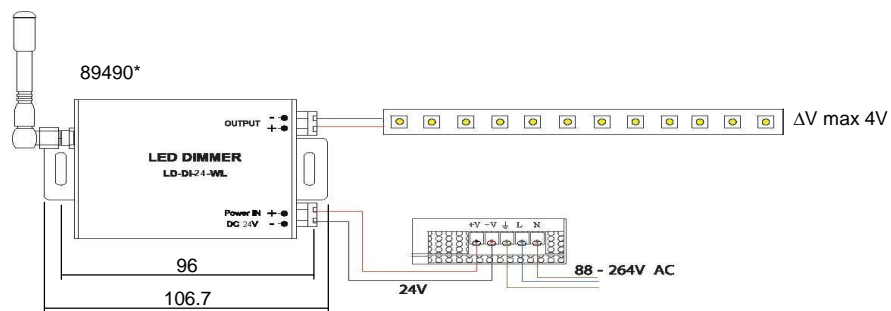 89490*
OUTPUT - +
ΔV max 4V
LED DIMMER
LD-DI-24-WL
Power IN +
DC 24V -
+V -V ⏚ L N
96
24V
88 - 264V AC
106.7